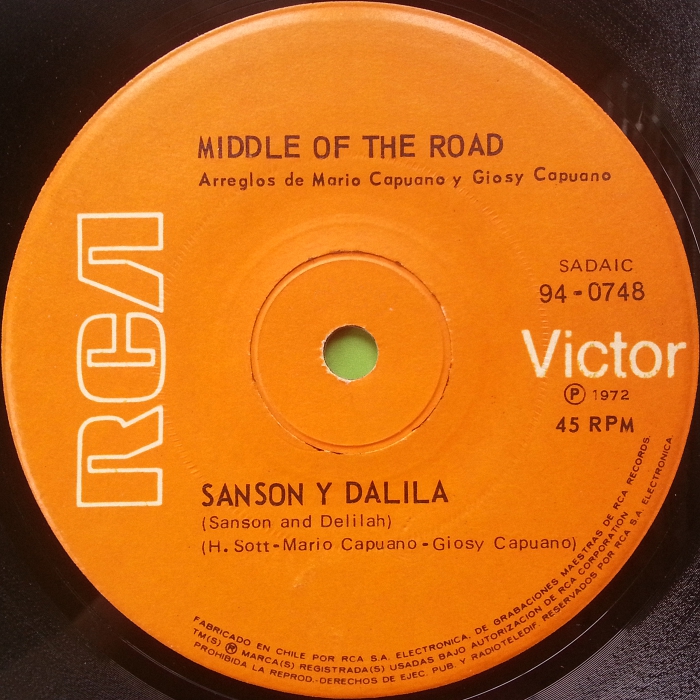 MIDDLE OF THE ROAD
Arreglos de Mario Capuano y Giosy Capuano
RCA
SADAIC
94-0748
Victor
Ⓟ 1972
45 RPM
SANSON Y DALILA
(Sanson and Delilah)
(H. Sott-Mario Capuano-Giosy Capuano)
FABRICADO EN CHILE POR RCA S.A. ELECTRONICA. DE GRABACIONES MAESTRAS DE RCA RECORDS.
TM(S) ® MARCA(S) REGISTRADA(S) USADAS BAJO AUTORIZACION DE RCA CORPORATION
PROHIBIDA LA REPROD.-DERECHOS DE EJEC. PUB. Y RADIOTELEDIF. RESERVADOS POR RCA S.A. ELECTRONICA.